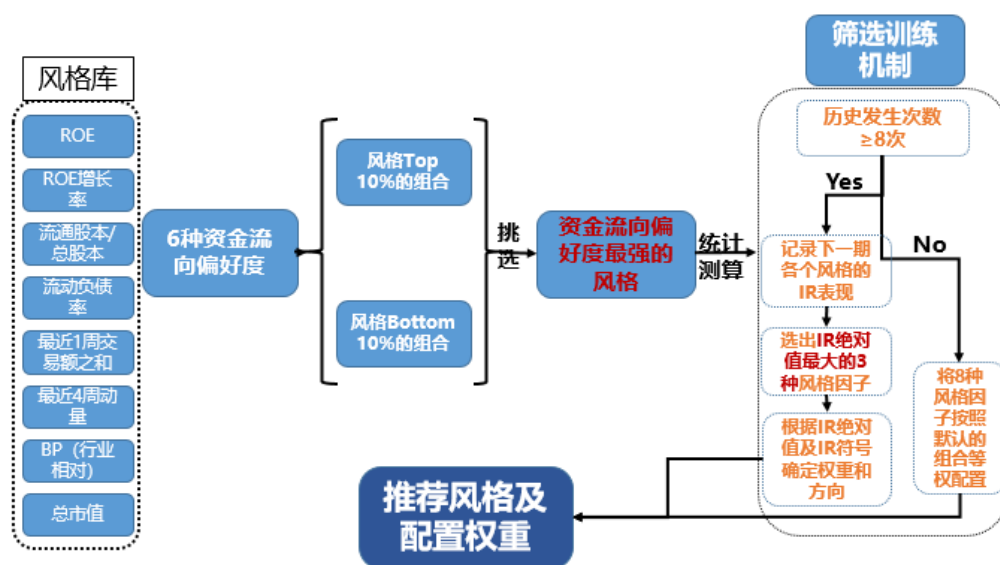 风格库
ROE
ROE增长
率
流通股本/
总股本
流动负债
率
最近1周交
易额之和
最近4周动
量
BP（行业
相对）
总市值
6种资金流
向偏好度
风格Top
10%的组合
风格Bottom
10%的组合
挑
选
资金流向偏
好度最强的
风格
统计
测算
筛选训练
机制
历史发生次数
≥8次
Yes
No
记录下一期
各个风格的
IR表现
选出IR绝对
值最大的3
种风格因子
根据IR绝对
值及IR符号
确定权重和
方向
将8种
风格因
子按照
默认的
组合等
权配置
推荐风格及
配置权重